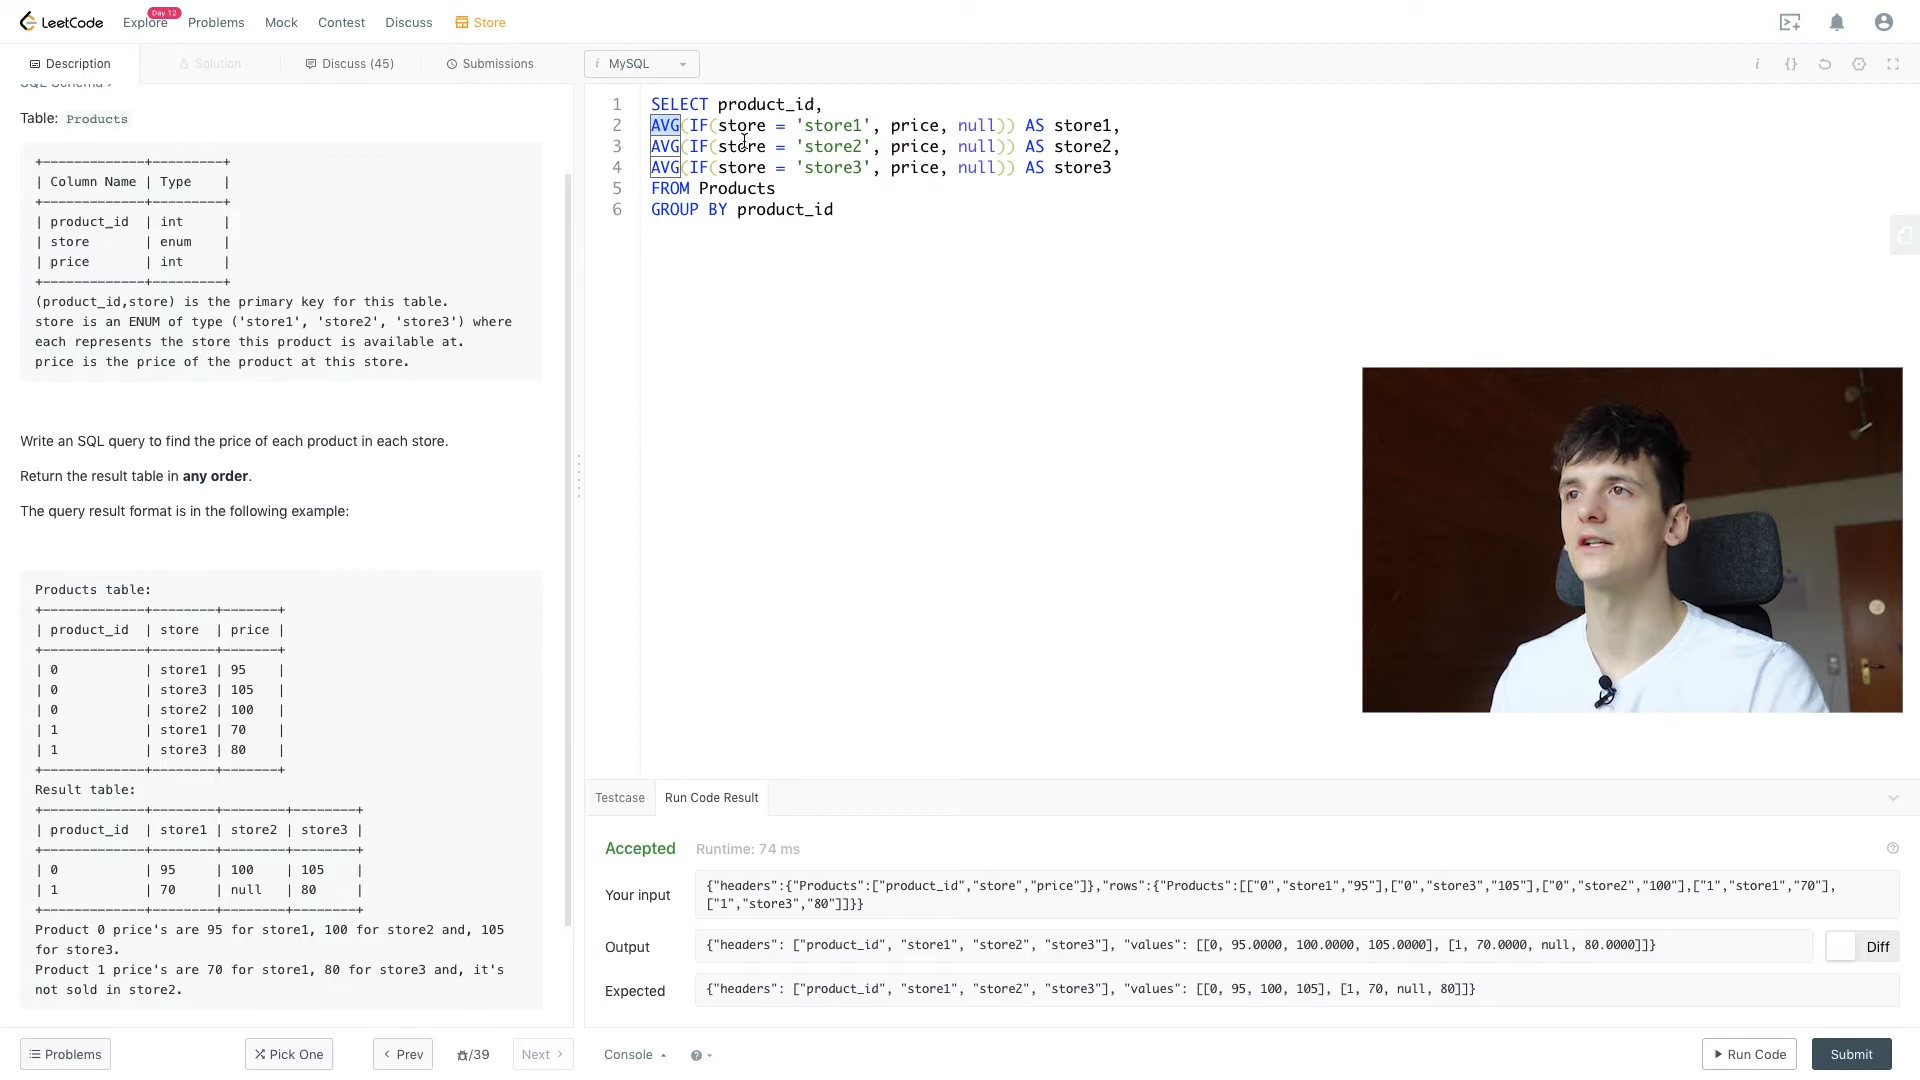 LeetCode
Explore
Day 12
Problems
Mock
Contest
Discuss
Store
Description
Solution
Discuss (45)
Submissions
MySQL
SQL Schema
Table: Products
+-------------+---------+
| Column Name | Type    |
+-------------+---------+
| product_id  | int     |
| store       | enum    |
| price       | int     |
+-------------+---------+
(product_id,store) is the primary key for this table.
store is an ENUM of type ('store1', 'store2', 'store3') where
each represents the store this product is available at.
price is the price of the product at this store.
Write an SQL query to find the price of each product in each store.
Return the result table in any order.
The query result format is in the following example:
Products table:
+-------------+--------+-------+
| product_id  | store  | price |
+-------------+--------+-------+
| 0           | store1 | 95    |
| 0           | store3 | 105   |
| 0           | store2 | 100   |
| 1           | store1 | 70    |
| 1           | store3 | 80    |
+-------------+--------+-------+
Result table:
+-------------+--------+--------+--------+
| product_id  | store1 | store2 | store3 |
+-------------+--------+--------+--------+
| 0           | 95     | 100    | 105    |
| 1           | 70     | null   | 80     |
+-------------+--------+--------+--------+
Product 0 price's are 95 for store1, 100 for store2 and, 105
for store3.
Product 1 price's are 70 for store1, 80 for store3 and, it's
not sold in store2.
1 SELECT product_id,
2 AVG(IF(store = 'store1', price, null)) AS store1,
3 AVG(IF(store = 'store2', price, null)) AS store2,
4 AVG(IF(store = 'store3', price, null)) AS store3
5 FROM Products
6 GROUP BY product_id
Testcase
Run Code Result
Accepted
Runtime: 74 ms
Your input
{"headers":{"Products":["product_id","store","price"]},"rows":{"Products":[["0","store1","95"],["0","store3","105"],["0","store2","100"],["1","store1","70"],
["1","store3","80"]]}}
Output
{"headers": ["product_id", "store1", "store2", "store3"], "values": [[0, 95.0000, 100.0000, 105.0000], [1, 70.0000, null, 80.0000]]}
Diff
Expected
{"headers": ["product_id", "store1", "store2", "store3"], "values": [[0, 95, 100, 105], [1, 70, null, 80]]}
Problems
Pick One
Prev
/39
Next
Console
Run Code
Submit